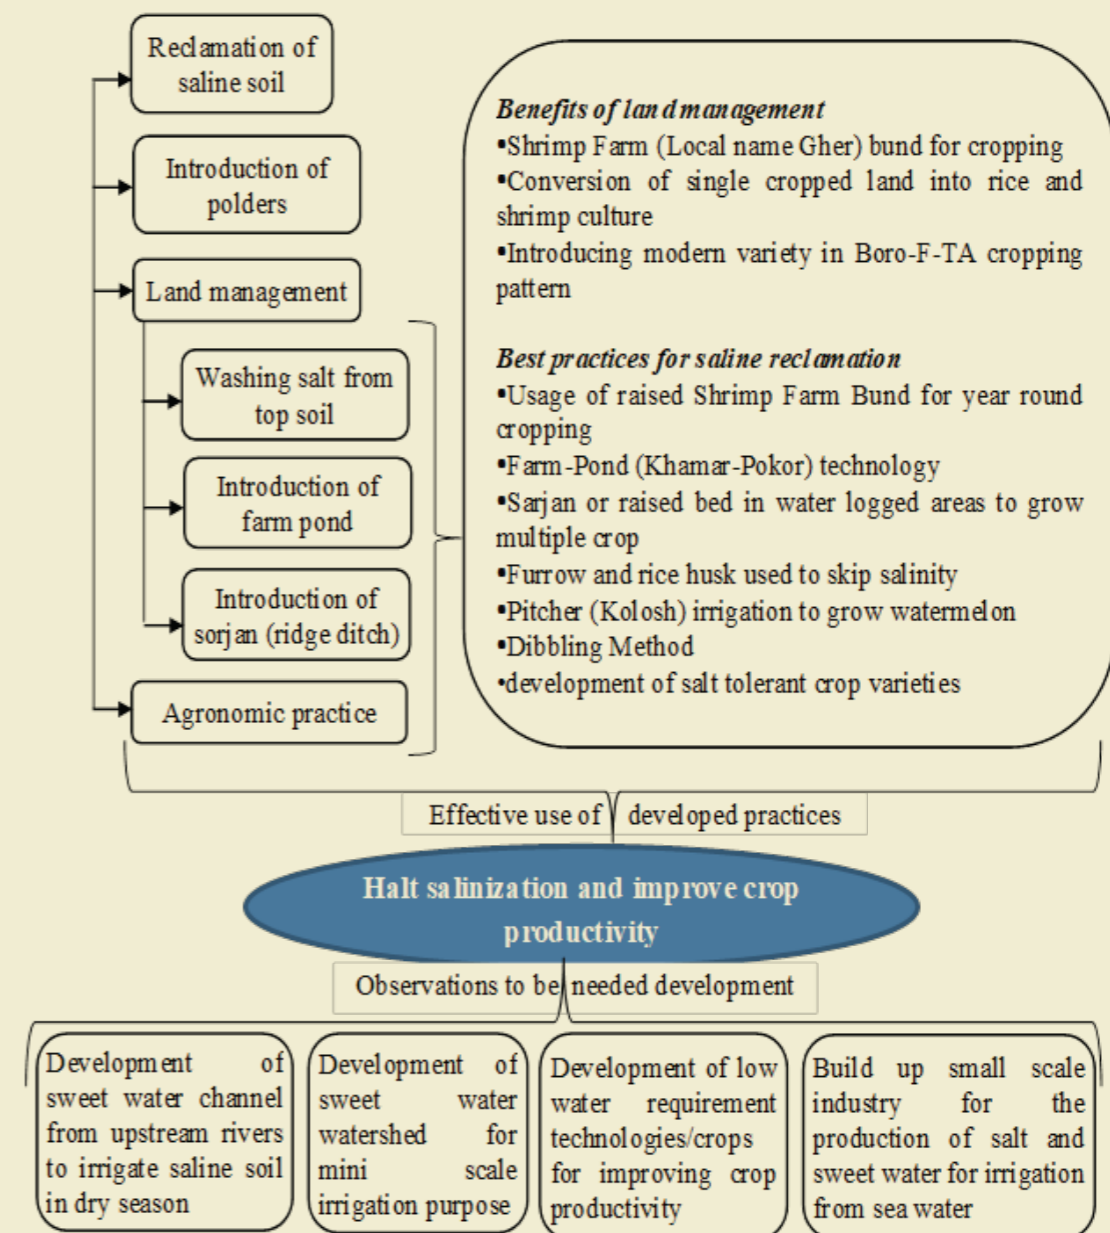 Reclamation of
saline soil
Introduction of
polders
Land management
Washing salt from
top soil
Introduction of
farm pond
Introduction of
sorjan (ridge ditch)
Agronomic practice
Benefits of land management
▪Shrimp Farm (Local name Gher) bund for cropping
▪Conversion of single cropped land into rice and
shrimp culture
▪Introducing modern variety in Boro-F-TA cropping
pattern
Best practices for saline reclamation
▪Usage of raised Shrimp Farm Bund for year round
cropping
▪Farm-Pond (Khamar-Pokor) technology
▪Sarjan or raised bed in water logged areas to grow
multiple crop
▪Furrow and rice husk used to skip salinity
▪Pitcher (Kolosh) irrigation to grow watermelon
▪Dibbling Method
•development of salt tolerant crop varieties
Effective use of developed practices
Halt salinization and improve crop
productivity
Observations to be needed development
Development of
sweet water channel
from upstream rivers
to irrigate saline soil
in dry season
Development of
sweet water
watershed for
mini scale
irrigation purpose
Development of low
water requirement
technologies/crops
for improving crop
productivity
Build up small scale
industry for the
production of salt and
sweet water for irrigation
from sea water